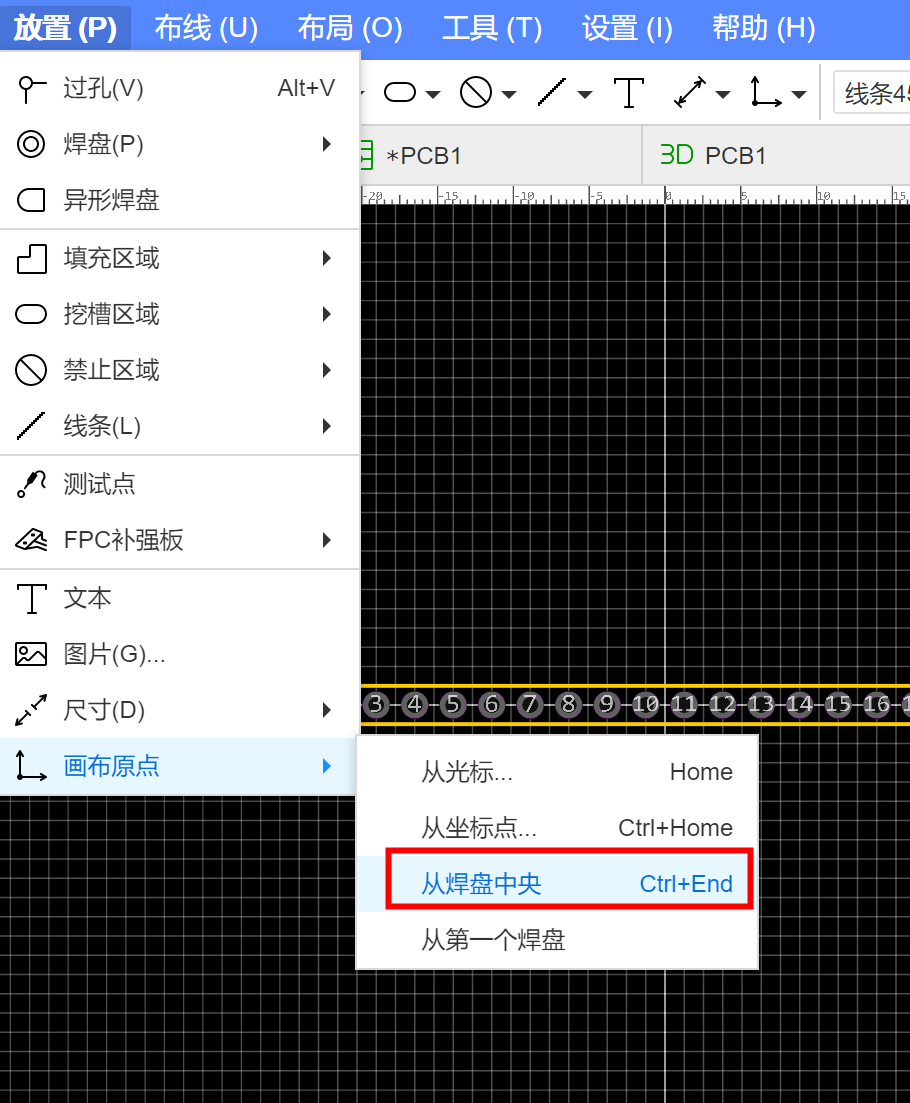 放置 (P) 布线 (U) 布局 (O) 工具 (T) 设置 (I) 帮助 (H)
过孔(V) Alt+V
线条45
焊盘(P)
*PCB1
3D PCB1
异形焊盘
-20 -15 -10 -5 0 5 10 15
填充区域
挖槽区域
禁止区域
线条(L)
测试点
FPC补强板
文本
图片(G)...
尺寸(D)
3 4 5 6 7 8 9 10 11 12 13 14 15 16
画布原点
从光标... Home
从坐标点... Ctrl+Home
从焊盘中央 Ctrl+End
从第一个焊盘